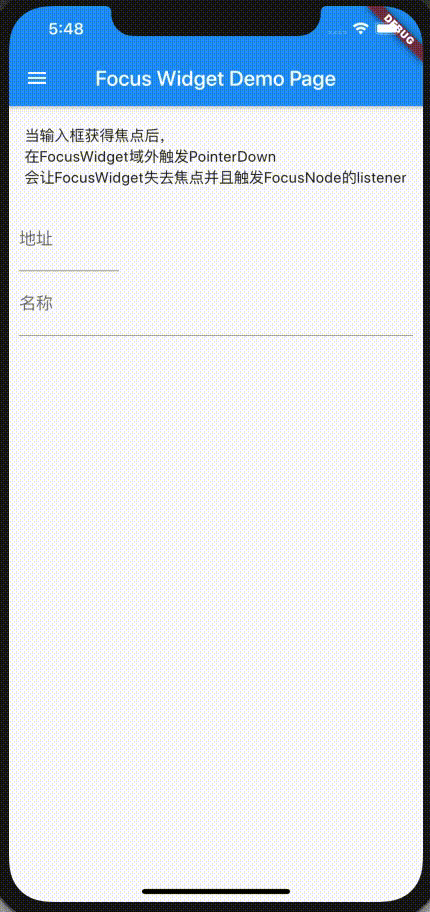 5:48
DEBUG
Focus Widget Demo Page
当输入框获得焦点后，
在FocusWidget域外触发PointerDown
会让FocusWidget失去焦点并且触发FocusNode的listener
地址
名称